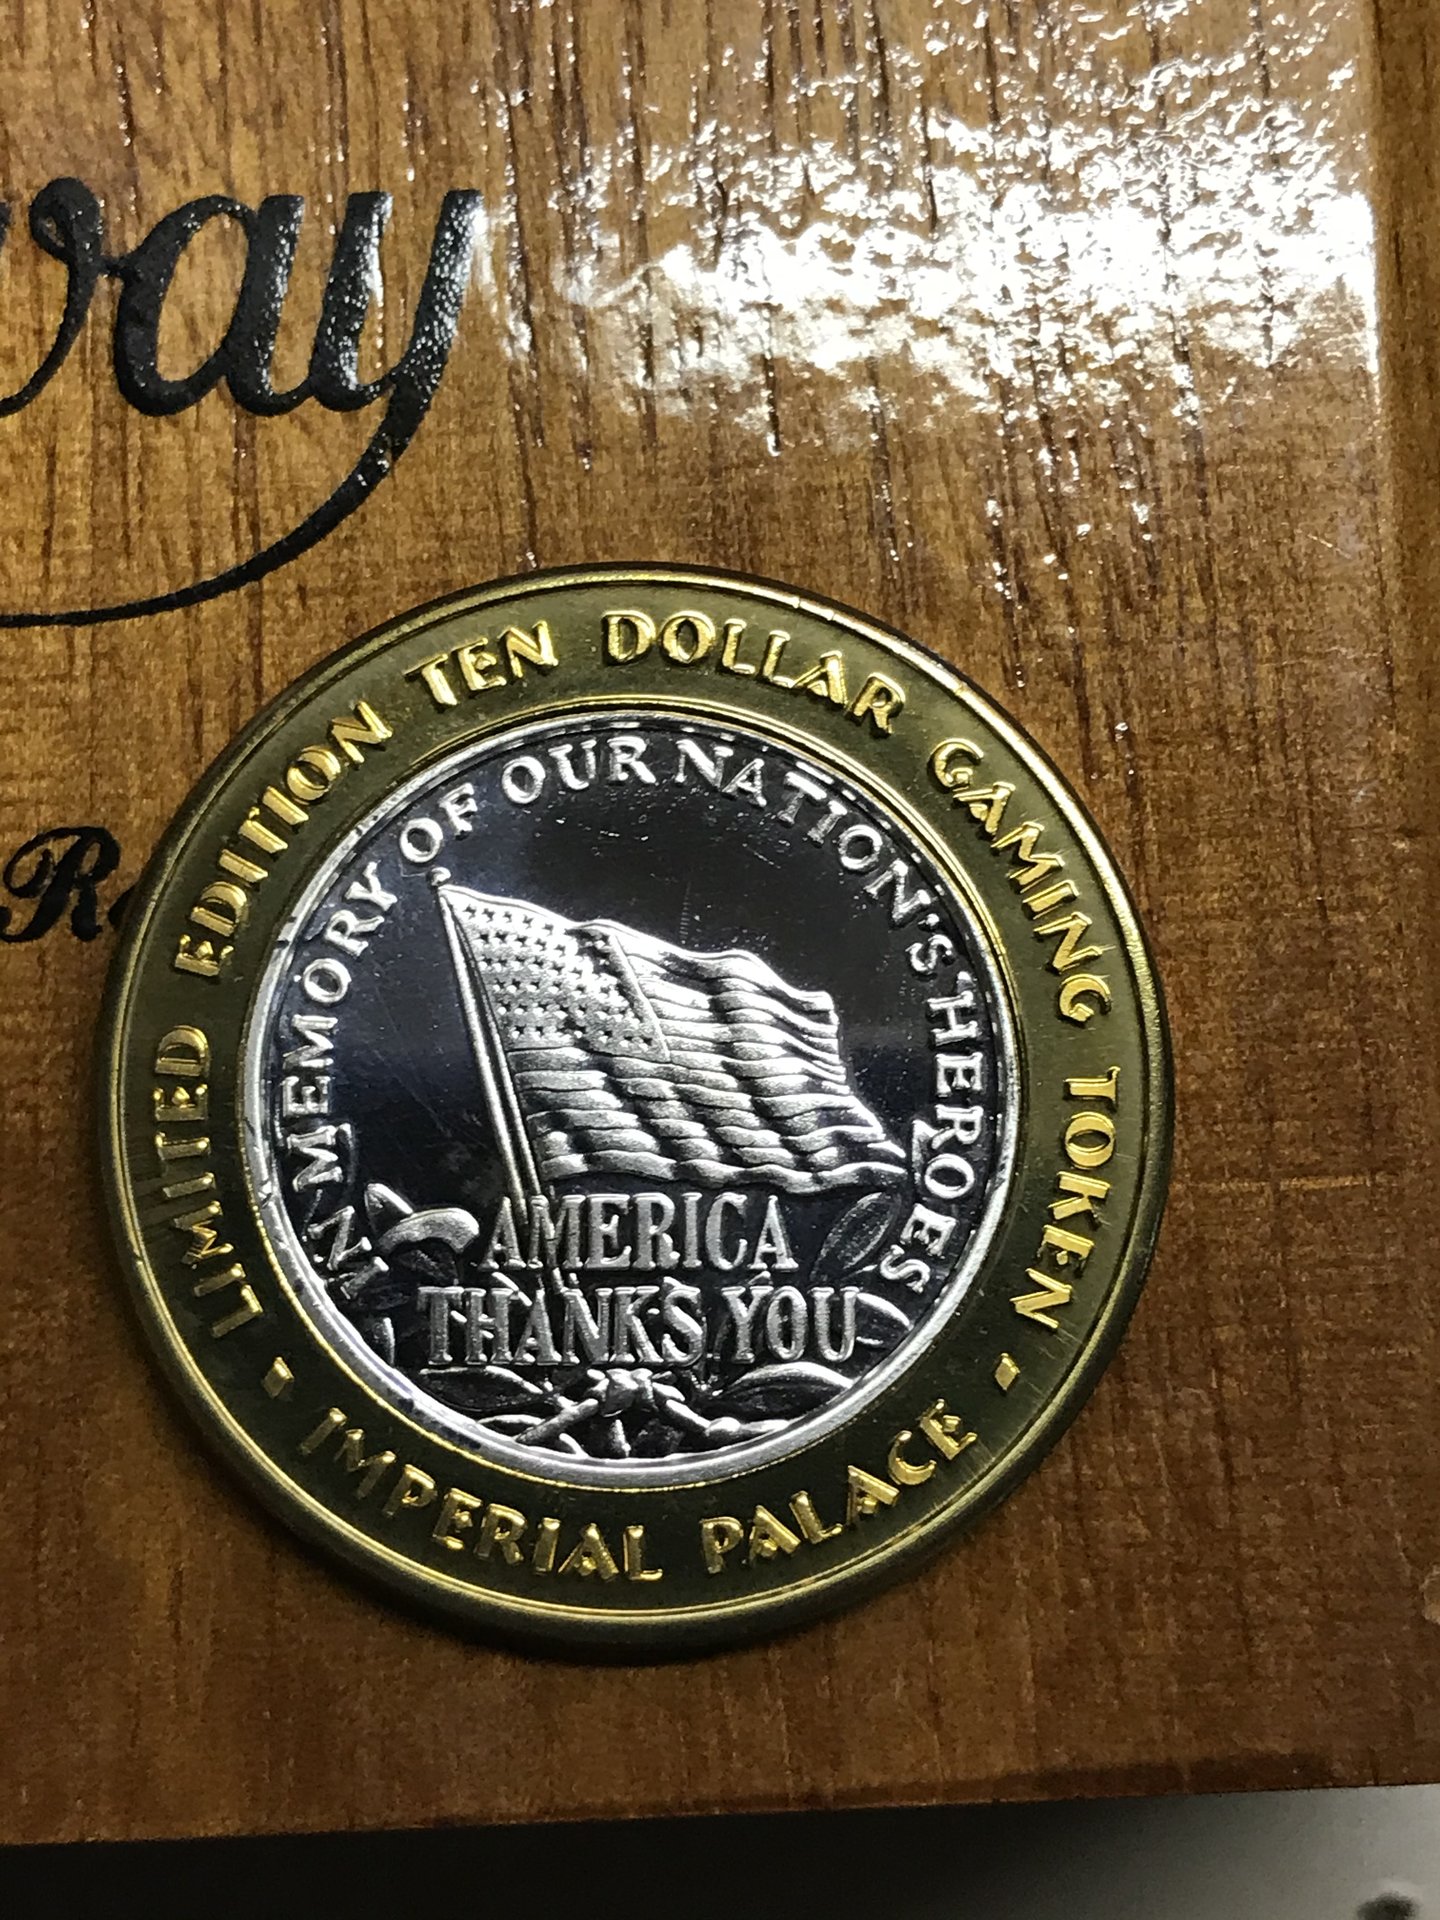 way
LIMITED EDITION TEN DOLLAR GAMING TOKEN
IN MEMORY OF OUR NATION'S HEROES
AMERICA
THANKS YOU
- IMPERIAL PALACE -